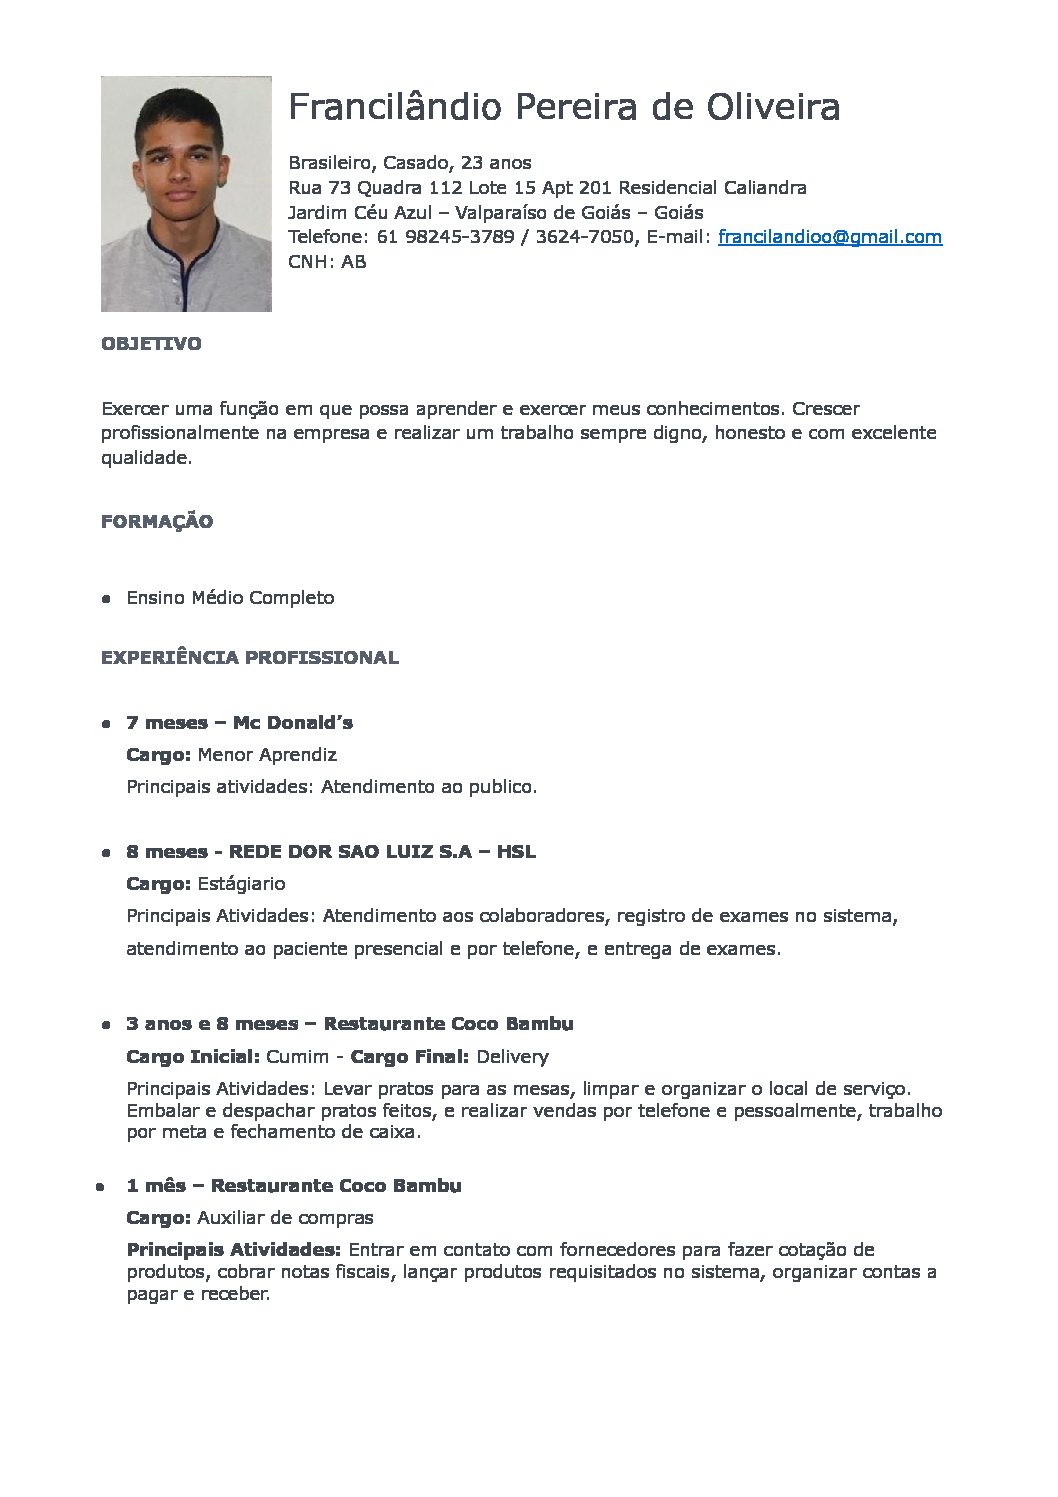 Francilândio Pereira de Oliveira
Brasileiro, Casado, 23 anos
Rua 73 Quadra 112 Lote 15 Apt 201 Residencial Caliandra
Jardim Céu Azul – Valparaíso de Goiás – Goiás
Telefone: 61 98245-3789 / 3624-7050, E-mail: francilandioo@gmail.com
CNH: AB
OBJETIVO
Exercer uma função em que possa aprender e exercer meus conhecimentos. Crescer
profissionalmente na empresa e realizar um trabalho sempre digno, honesto e com excelente
qualidade.
FORMAÇÃO
• Ensino Médio Completo
EXPERIÊNCIA PROFISSIONAL
• 7 meses – Mc Donald’s
Cargo: Menor Aprendiz
Principais atividades: Atendimento ao publico.
• 8 meses - REDE DOR SAO LUIZ S.A – HSL
Cargo: Estágiario
Principais Atividades: Atendimento aos colaboradores, registro de exames no sistema,
atendimento ao paciente presencial e por telefone, e entrega de exames.
• 3 anos e 8 meses – Restaurante Coco Bambu
Cargo Inicial: Cumim - Cargo Final: Delivery
Principais Atividades: Levar pratos para as mesas, limpar e organizar o local de serviço.
Embalar e despachar pratos feitos, e realizar vendas por telefone e pessoalmente, trabalho
por meta e fechamento de caixa.
• 1 mês – Restaurante Coco Bambu
Cargo: Auxiliar de compras
Principais Atividades: Entrar em contato com fornecedores para fazer cotação de
produtos, cobrar notas fiscais, lançar produtos requisitados no sistema, organizar contas a
pagar e receber.